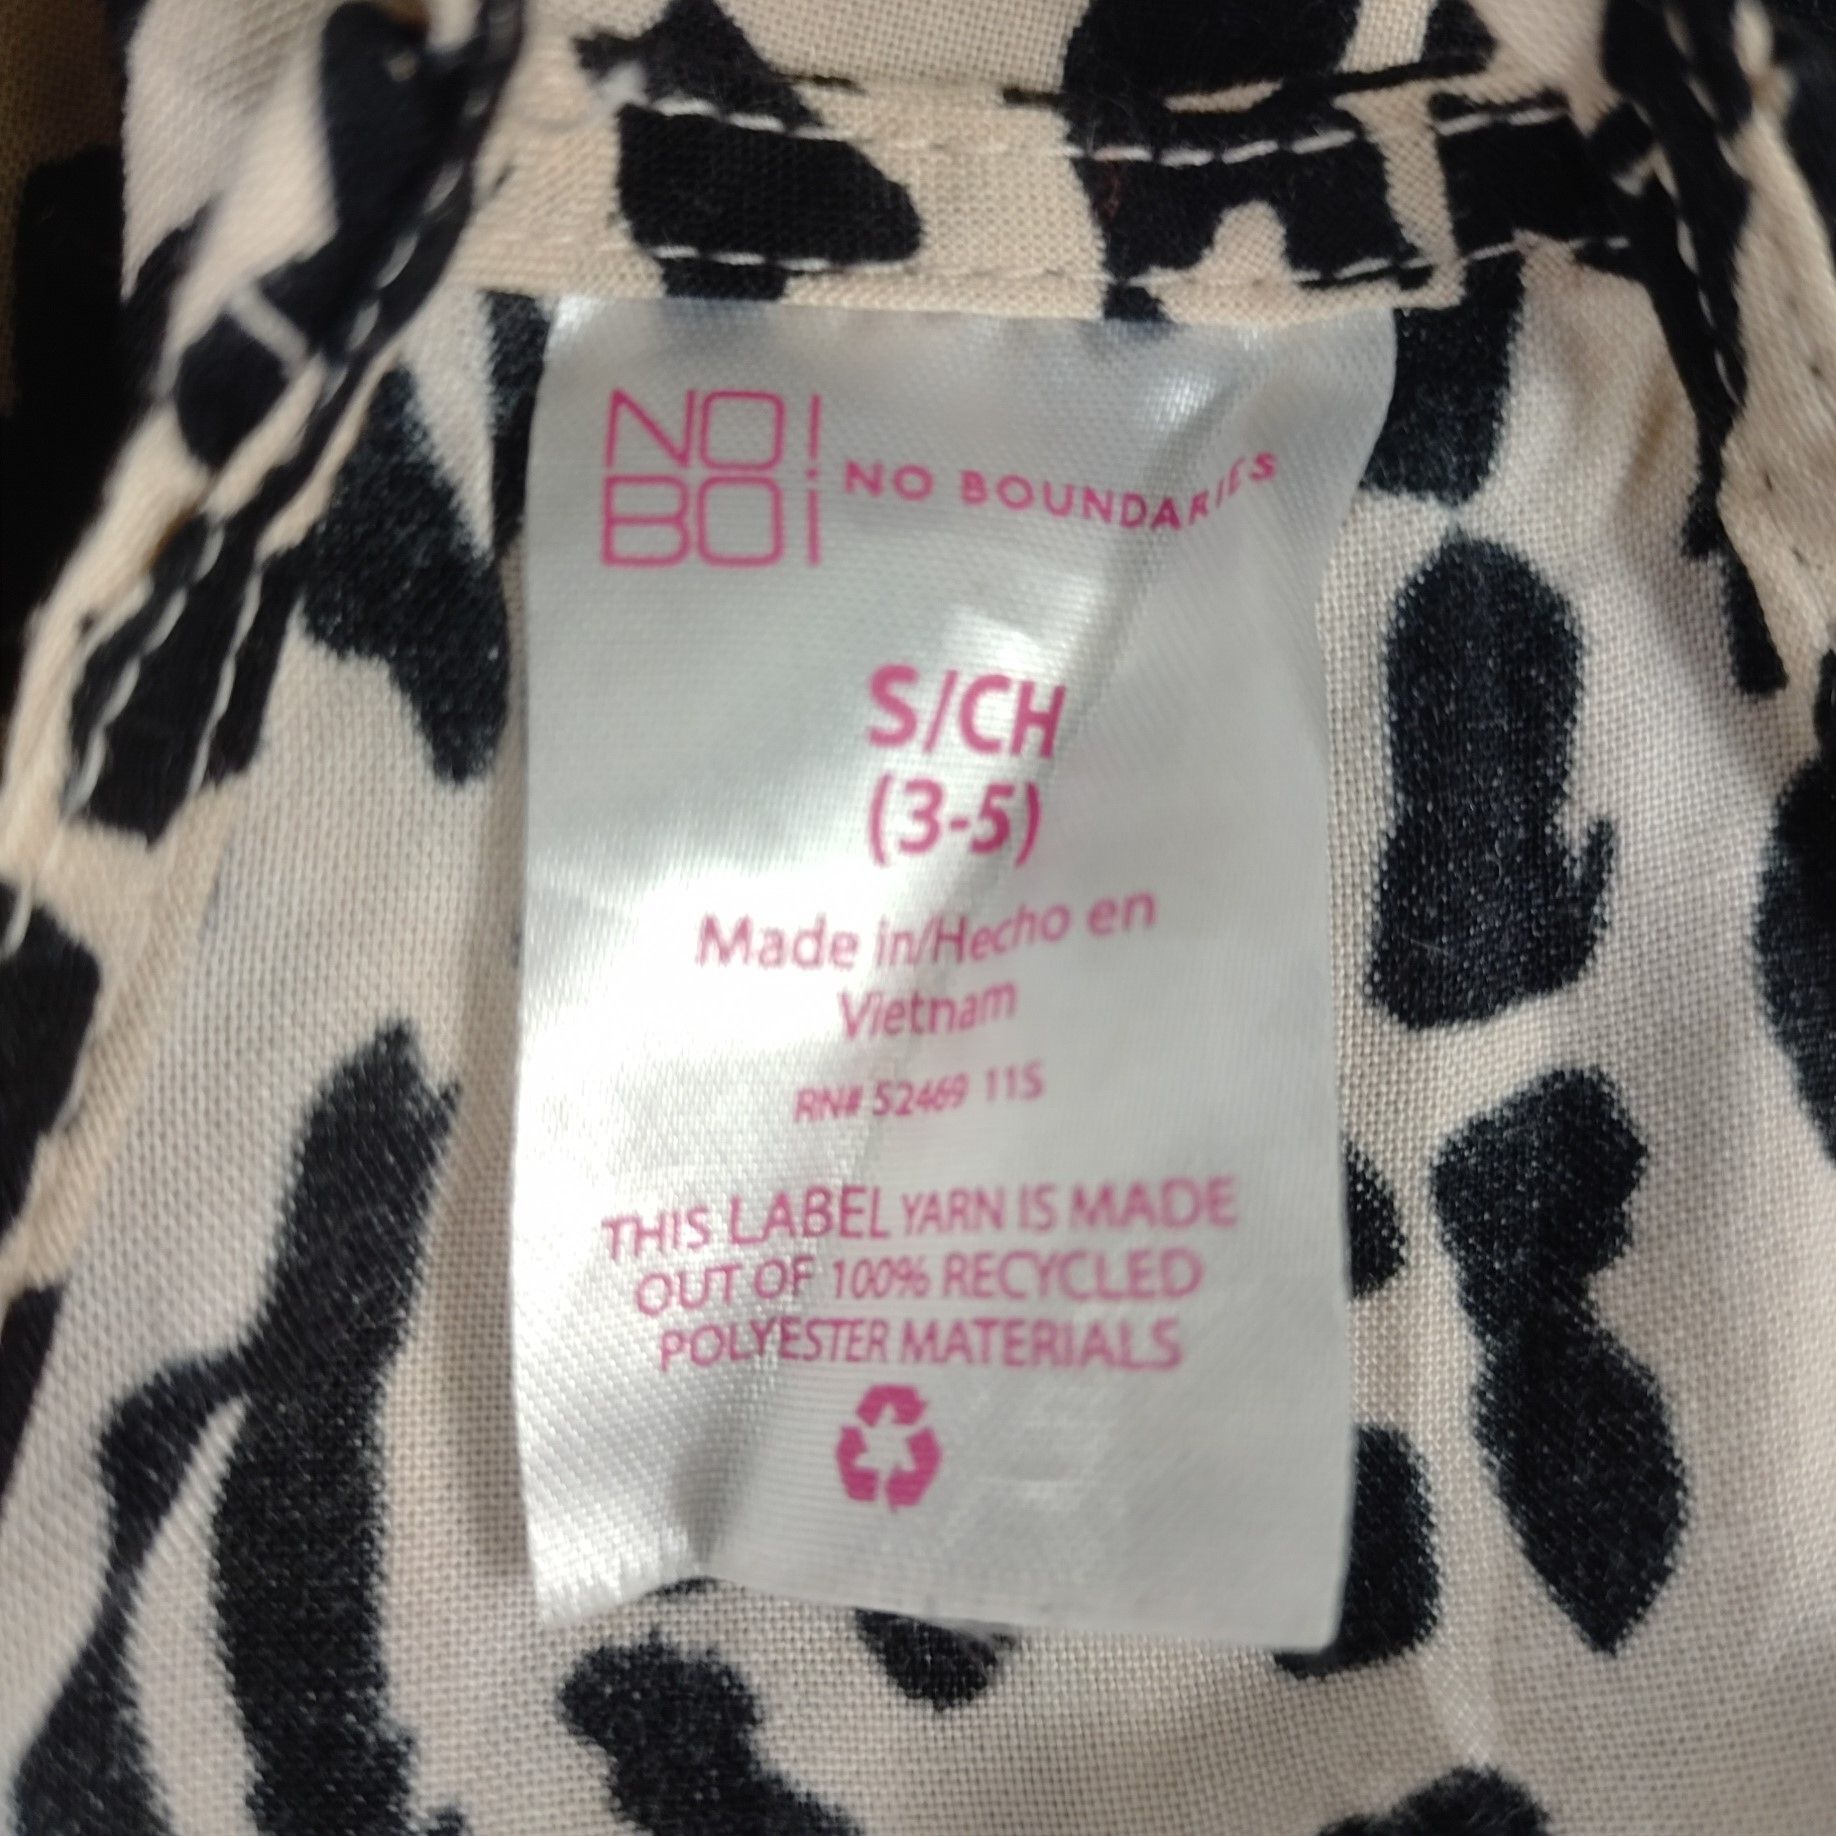 NO!
BO¡ NO BOUNDARIES
S/CH
(3-5)
Made in/Hecho en
Vietnam
RN# 52469 11S
THIS LABEL YARN IS MADE
OUT OF 100% RECYCLED
POLYESTER MATERIALS